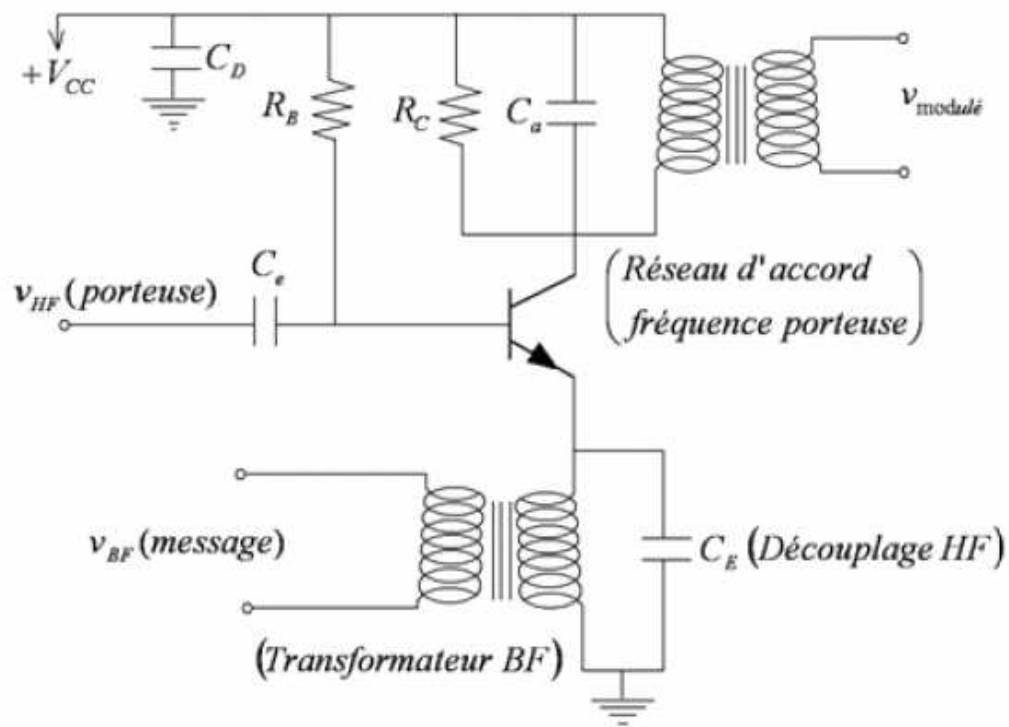 +V_CC
C_D
R_B
R_C
C_a
v_modulé
C_e
v_HF (porteuse)
(Réseau d'accord
fréquence porteuse)
v_BF (message)
C_E (Découplage HF)
(Transformateur BF)